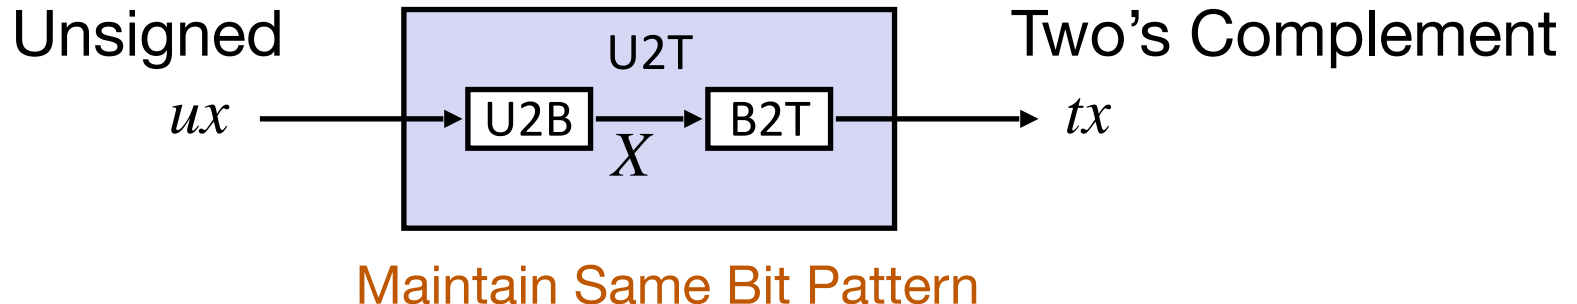 Unsigned
Two's Complement
U2T
ux
U2B
X
B2T
tx
Maintain Same Bit Pattern